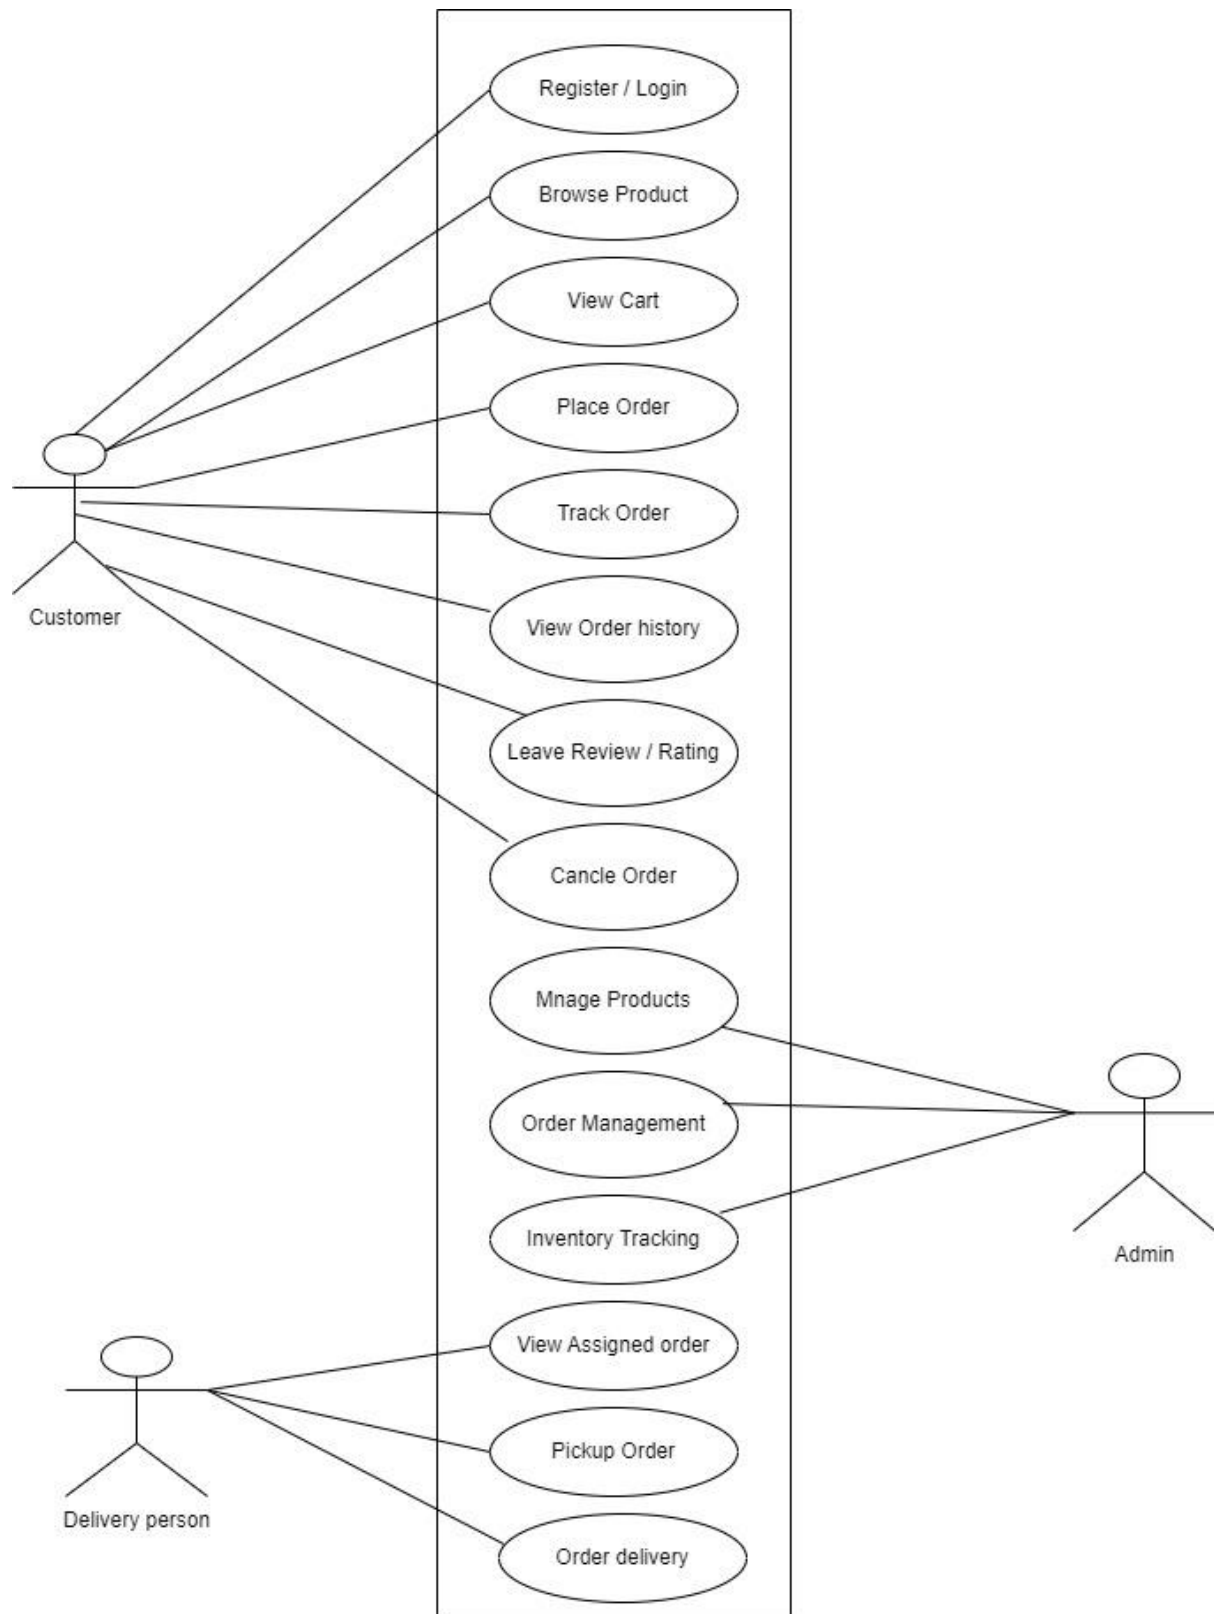 Register / Login
Browse Product
View Cart
Place Order
Track Order
Customer
View Order history
Leave Review / Rating
Cancle Order
Mnage Products
Order Management
Inventory Tracking
Admin
View Assigned order
Pickup Order
Delivery person
Order delivery